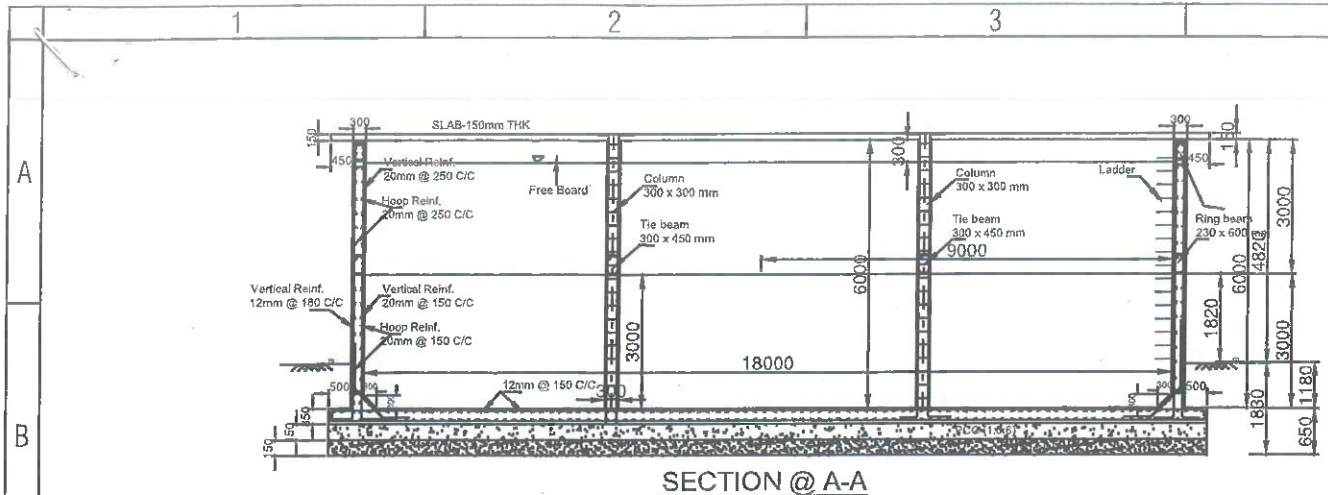 1
2
3
A
B
300
SLAB-150mm THK
300
150
450
Vertical Reinf.
20mm @ 250 C/C
Free Board
Hoop Reinf.
20mm @ 250 C/C
Column
300 x 300 mm
Tie beam
300 x 450 mm
300
6000
Column
300 x 300 mm
Tie beam
300 x 450 mm
9000
Ladder
450
Ring beam
230 x 600
6000
4820
3000
Vertical Reinf.
12mm @ 180 C/C
Vertical Reinf.
20mm @ 150 C/C
Hoop Reinf.
20mm @ 150 C/C
3000
18000
1820
3000
500
300
12mm @ 150 C/C
300
300
500
1180
1830
650
150
SECTION @ A-A